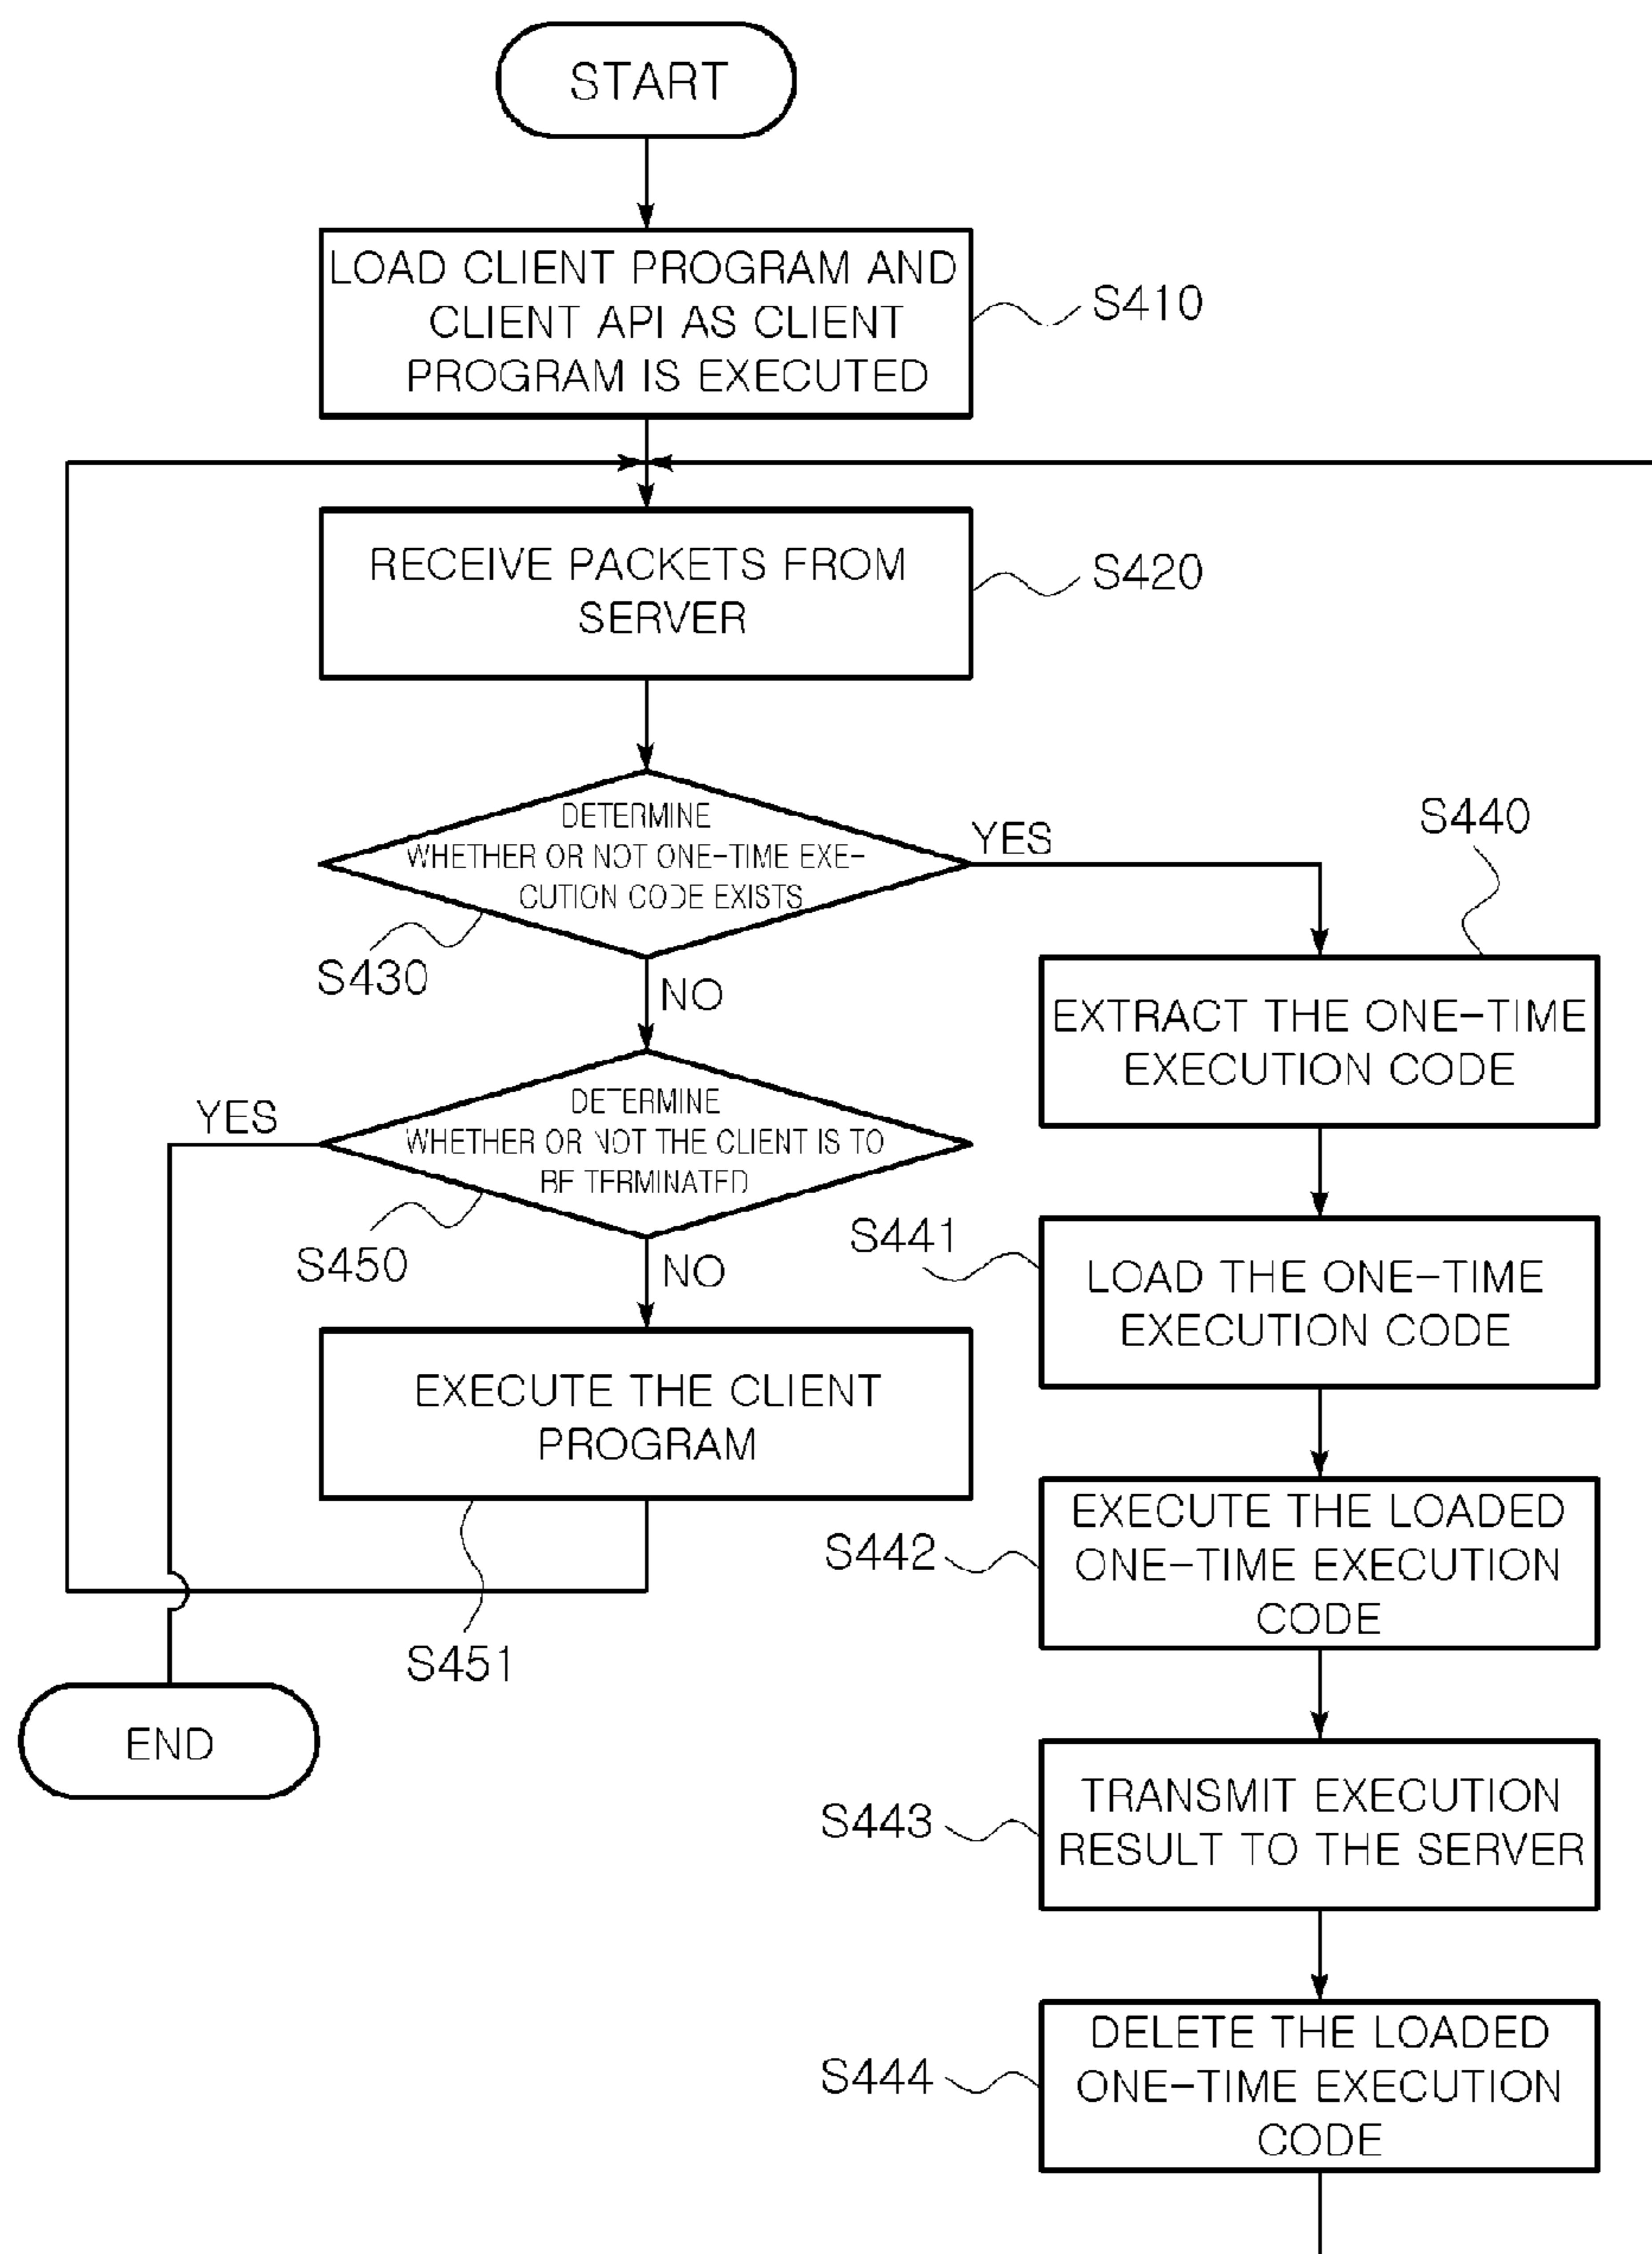 START
LOAD CLIENT PROGRAM AND
CLIENT API AS CLIENT
PROGRAM IS EXECUTED
S410
RECEIVE PACKETS FROM
SERVER
S420
DETERMINE
WHETHER OR NOT ONE-TIME EXE-
CUTION CODE EXISTS
YES
S430
NO
S440
EXTRACT THE ONE-TIME
EXECUTION CODE
DETERMINE
WHETHER OR NOT THE CLIENT IS TO
BE TERMINATED
YES
S450
NO
S441
LOAD THE ONE-TIME
EXECUTION CODE
EXECUTE THE CLIENT
PROGRAM
S451
S442
EXECUTE THE LOADED
ONE-TIME EXECUTION
CODE
END
S443
TRANSMIT EXECUTION
RESULT TO THE SERVER
S444
DELETE THE LOADED
ONE-TIME EXECUTION
CODE